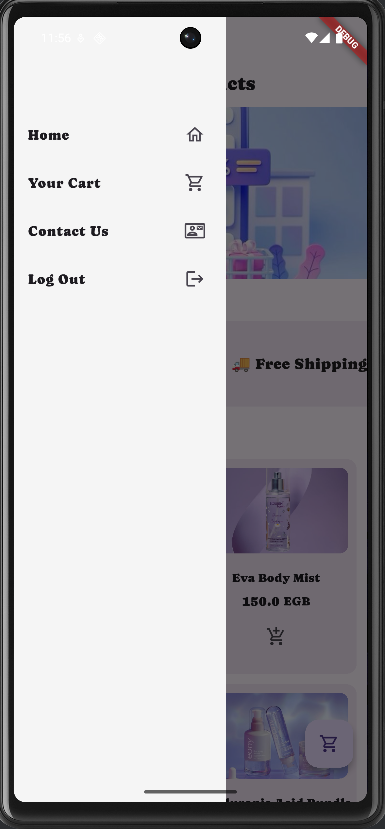 11:56
DEBUG
cts
Home
Your Cart
Contact Us
Log Out
🚚 Free Shipping
Eva Body Mist
150.0 EGB